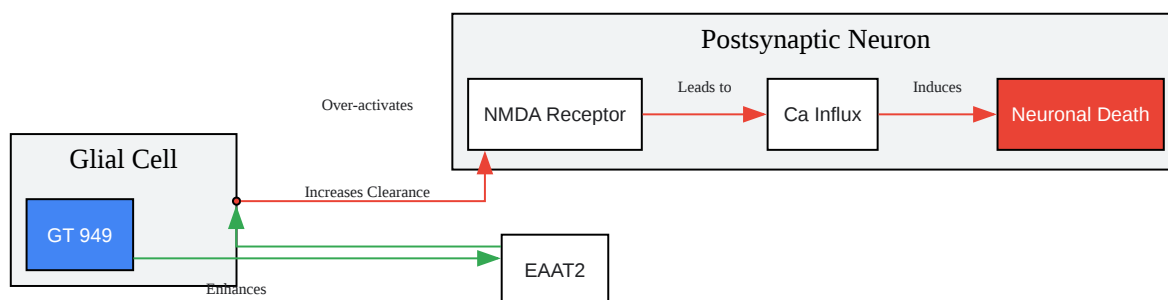 Postsynaptic Neuron
NMDA Receptor
Leads to
Ca Influx
Induces
Neuronal Death
Over-activates
Glial Cell
Increases Clearance
GT 949
EAAT2
Enhances